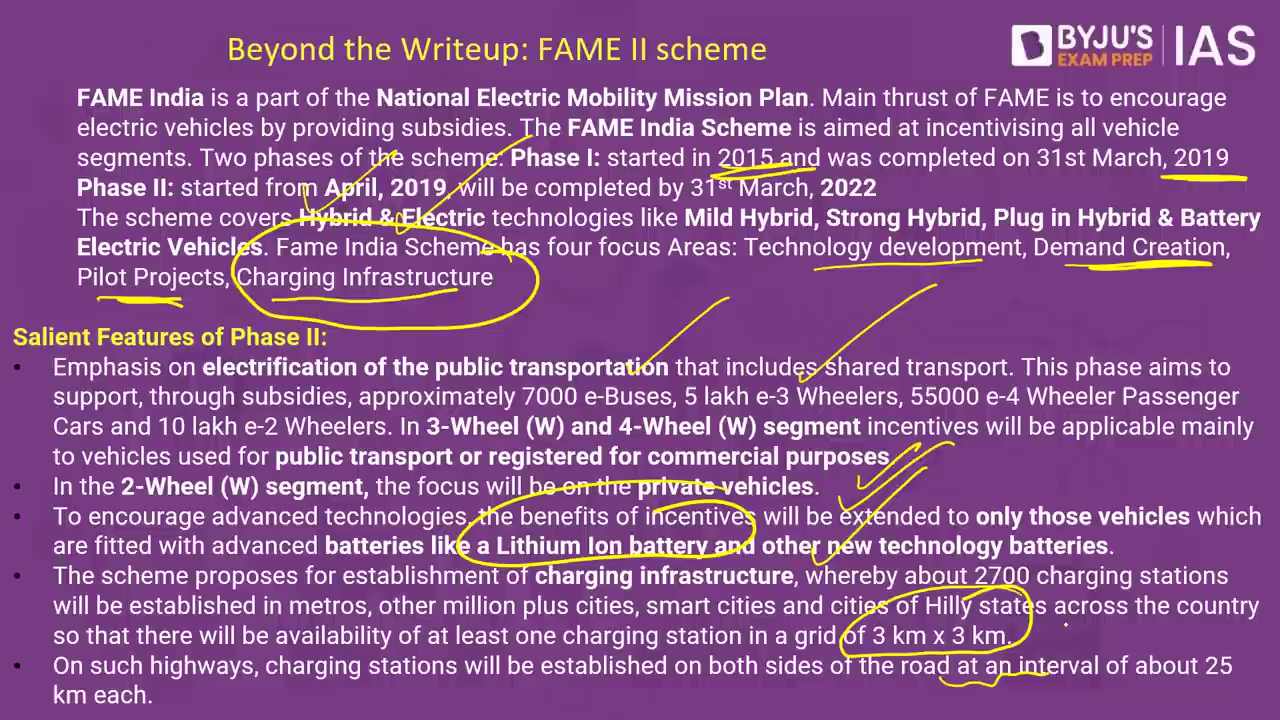 Beyond the Writeup: FAME II scheme
BYJU'S
EXAM PREP
IAS
FAME India is a part of the National Electric Mobility Mission Plan. Main thrust of FAME is to encourage
electric vehicles by providing subsidies. The FAME India Scheme is aimed at incentivising all vehicle
segments. Two phases of the scheme: Phase I: started in 2015 and was completed on 31st March, 2019
Phase II: started from April, 2019, will be completed by 31st March, 2022
The scheme covers Hybrid & Electric technologies like Mild Hybrid, Strong Hybrid, Plug in Hybrid & Battery
Electric Vehicles. Fame India Scheme has four focus Areas: Technology development, Demand Creation,
Pilot Projects, Charging Infrastructure
Salient Features of Phase II:
• Emphasis on electrification of the public transportation that includes shared transport. This phase aims to
support, through subsidies, approximately 7000 e-Buses, 5 lakh e-3 Wheelers, 55000 e-4 Wheeler Passenger
Cars and 10 lakh e-2 Wheelers. In 3-Wheel (W) and 4-Wheel (W) segment incentives will be applicable mainly
to vehicles used for public transport or registered for commercial purposes.
• In the 2-Wheel (W) segment, the focus will be on the private vehicles.
• To encourage advanced technologies, the benefits of incentives will be extended to only those vehicles which
are fitted with advanced batteries like a Lithium Ion battery and other new technology batteries.
• The scheme proposes for establishment of charging infrastructure, whereby about 2700 charging stations
will be established in metros, other million plus cities, smart cities and cities of Hilly states across the country
so that there will be availability of at least one charging station in a grid of 3 km x 3 km.
• On such highways, charging stations will be established on both sides of the road at an interval of about 25
km each.